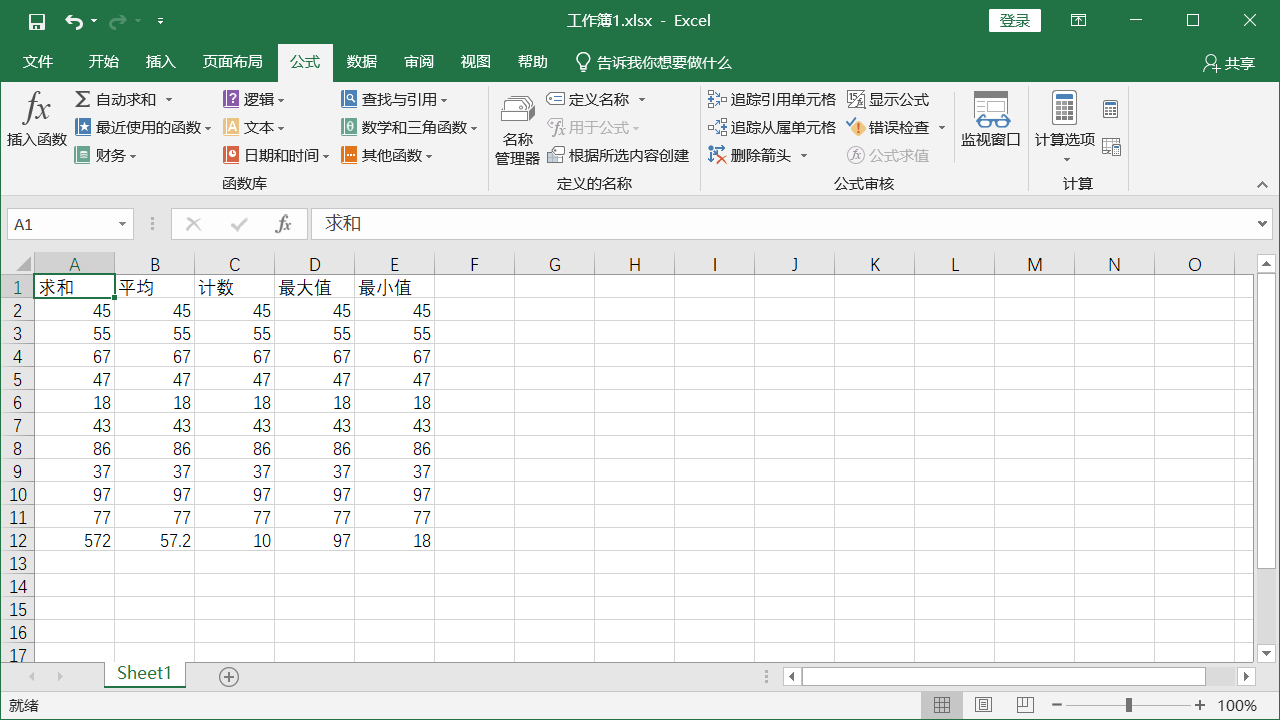 工作簿1.xlsx - Excel
登录
文件 开始 插入 页面布局 公式 数据 审阅 视图 帮助 告诉我你想要做什么 共享
fx Σ 自动求和 ? 逻辑 查找与引用 定义名称 追踪引用单元格 显示公式
插入函数 最近使用的函数 A 文本 θ 数学和三角函数 名称管理器 用于公式 追踪从属单元格 错误检查 监视窗口 计算选项
财务 日期和时间 其他函数 根据所选内容创建 删除箭头 公式求值
函数库 定义的名称 公式审核 计算
A1 fx 求和
A B C D E F G H I J K L M N O
1 求和 平均 计数 最大值 最小值
2 45 45 45 45 45
3 55 55 55 55 55
4 67 67 67 67 67
5 47 47 47 47 47
6 18 18 18 18 18
7 43 43 43 43 43
8 86 86 86 86 86
9 37 37 37 37 37
10 97 97 97 97 97
11 77 77 77 77 77
12 572 57.2 10 97 18
13
14
15
16
17
Sheet1
就绪 100%